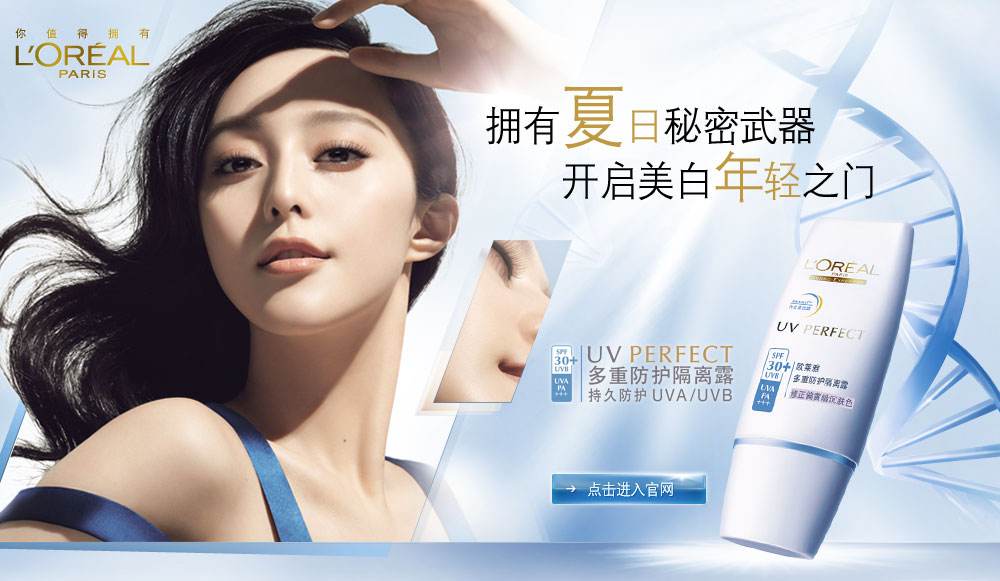 你值得拥有
L'ORÉAL
PARIS
拥有夏日秘密武器
开启美白年轻之门
SPF
30+
UVB
UVA
PA
+++
UV PERFECT
多重防护隔离露
持久防护 UVA/UVB
→ 点击进入官网
L'ORÉAL
UV PERFECT
SPF
30+
UVB
UVA
PA
+++
欧莱雅
多重防护隔离露